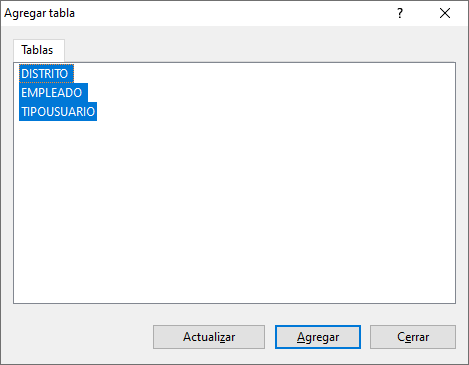 Agregar tabla
?
Tablas
DISTRITO
EMPLEADO
TIPOUSUARIO
Actualizar
Agregar
Cerrar